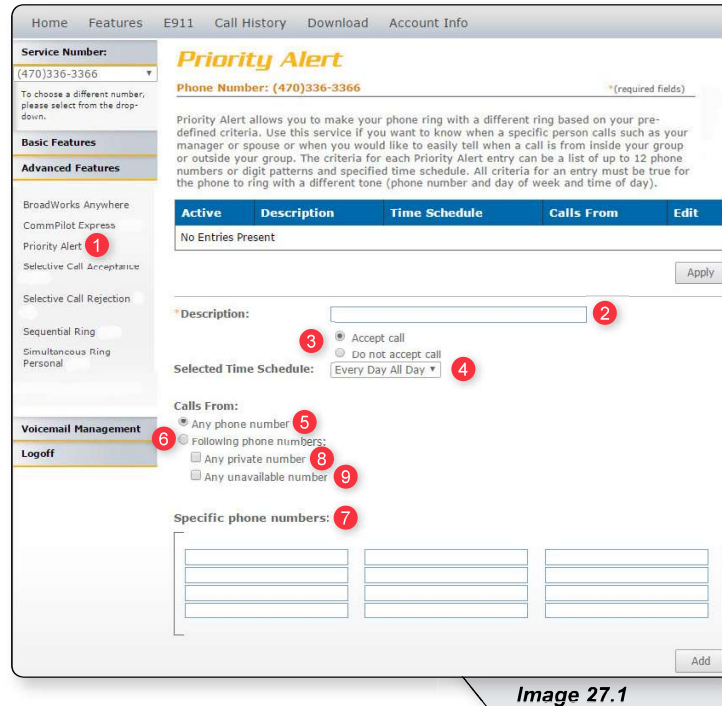 Home Features E911 Call History Download Account Info
Service Number:
(470)336-3366
To choose a different number,
please select from the drop-
down.
Basic Features
Advanced Features
BroadWorks Anywhere
CommPilot Express
Priority Alert 1
Selective Call Acceptance
Selective Call Rejection
Sequential Ring
Simultaneous Ring
Personal
Voicemail Management
Logoff
Priority Alert
Phone Number: (470)336-3366 *(required fields)
Priority Alert allows you to make your phone ring with a different ring based on your pre-
defined criteria. Use this service if you want to know when a specific person calls such as your
manager or spouse or when you would like to easily tell when a call is from inside your group
or outside your group. The criteria for each Priority Alert entry can be a list of up to 12 phone
numbers or digit patterns and specified time schedule. All criteria for an entry must be true for
the phone to ring with a different tone (phone number and day of week and time of day).
Active Description Time Schedule Calls From Edit
No Entries Present
Apply
*Description: 2
3 Accept call
Do not accept call
Selected Time Schedule: Every Day All Day 4
Calls From:
Any phone number 5
6 Following phone numbers:
Any private number 8
Any unavailable number 9
Specific phone numbers: 7
Add
Image 27.1